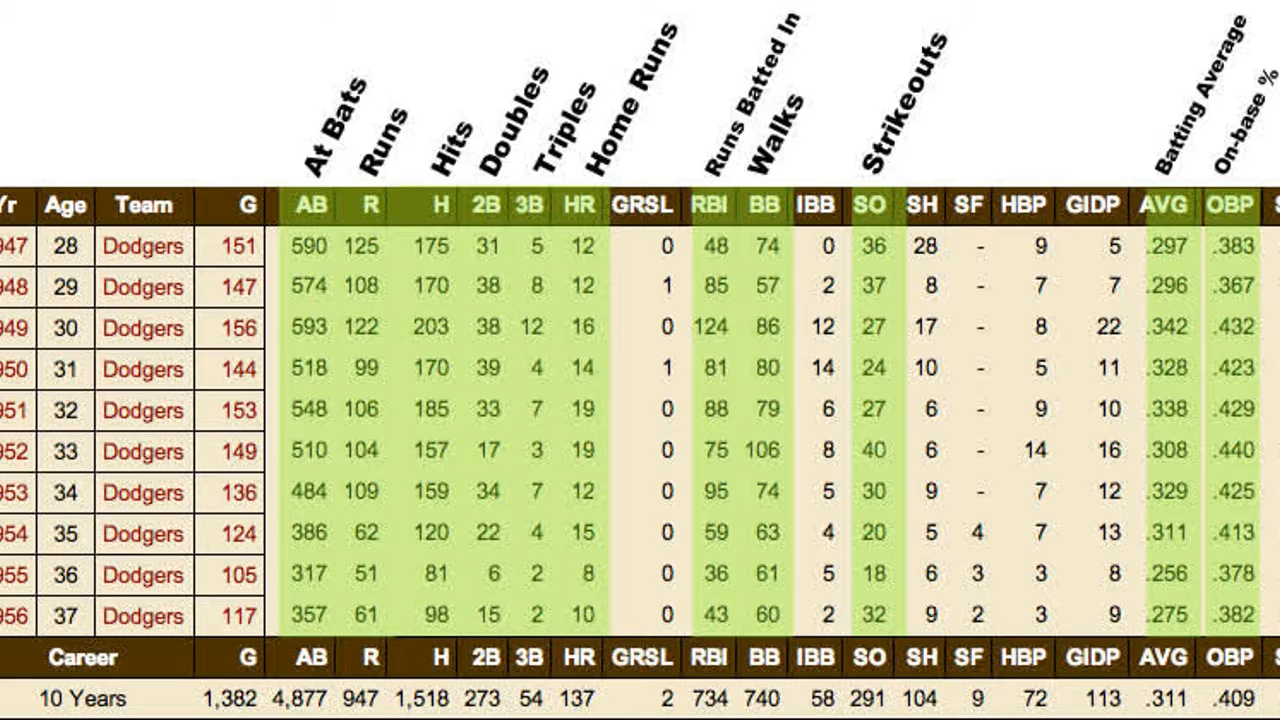 At Bats Runs Hits Doubles Triples Home Runs Runs Batted In Walks Strikeouts Batting Average On-base %
Yr Age Team G AB R H 2B 3B HR GRSL RBI BB IBB SO SH SF HBP GIDP AVG OBP S
947 28 Dodgers 151 590 125 175 31 5 12 0 48 74 0 36 28 - 9 5 .297 .383
948 29 Dodgers 147 574 108 170 38 8 12 1 85 57 2 37 8 - 7 7 .296 .367
949 30 Dodgers 156 593 122 203 38 12 16 0 124 86 12 27 17 - 8 22 .342 .432
950 31 Dodgers 144 518 99 170 39 4 14 1 81 80 14 24 10 - 5 11 .328 .423
951 32 Dodgers 153 548 106 185 33 7 19 0 88 79 6 27 6 - 9 10 .338 .429
952 33 Dodgers 149 510 104 157 17 3 19 0 75 106 8 40 6 - 14 16 .308 .440
953 34 Dodgers 136 484 109 159 34 7 12 0 95 74 5 30 9 - 7 12 .329 .425
954 35 Dodgers 124 386 62 120 22 4 15 0 59 63 4 20 5 4 7 13 .311 .413
955 36 Dodgers 105 317 51 81 6 2 8 0 36 61 5 18 6 3 3 8 .256 .378
956 37 Dodgers 117 357 61 98 15 2 10 0 43 60 2 32 9 2 3 9 .275 .382
Career G AB R H 2B 3B HR GRSL RBI BB IBB SO SH SF HBP GIDP AVG OBP S
10 Years 1,382 4,877 947 1,518 273 54 137 2 734 740 58 291 104 9 72 113 .311 .409